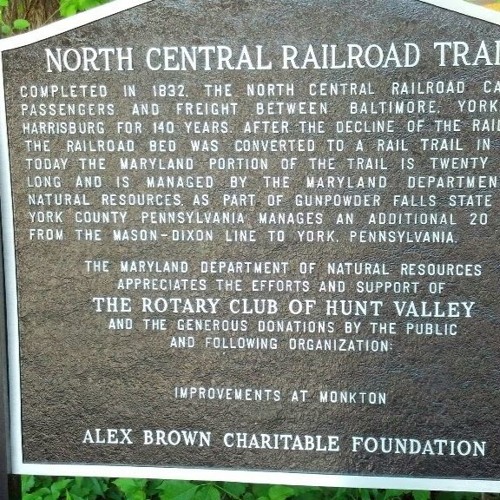 NORTH CENTRAL RAILROAD TRAI
COMPLETED IN 1832, THE NORTH CENTRAL RAILROAD CA
PASSENGERS AND FREIGHT BETWEEN BALTIMORE, YORK
HARRISBURG FOR 140 YEARS. AFTER THE DECLINE OF THE RAI
THE RAILROAD BED WAS CONVERTED TO A RAIL TRAIL IN
TODAY THE MARYLAND PORTION OF THE TRAIL IS TWENTY
LONG AND IS MANAGED BY THE MARYLAND DEPARTMEN
NATURAL RESOURCES, AS PART OF GUNPOWDER FALLS STATE
YORK COUNTY PENNSYLVANIA MANAGES AN ADDITIONAL 20
FROM THE MASON-DIXON LINE TO YORK, PENNSYLVANIA.
THE MARYLAND DEPARTMENT OF NATURAL RESOURCES
APPRECIATES THE EFFORTS AND SUPPORT OF
THE ROTARY CLUB OF HUNT VALLEY
AND THE GENEROUS DONATIONS BY THE PUBLIC
AND FOLLOWING ORGANIZATION:
IMPROVEMENTS AT MONKTON
ALEX BROWN CHARITABLE FOUNDATION